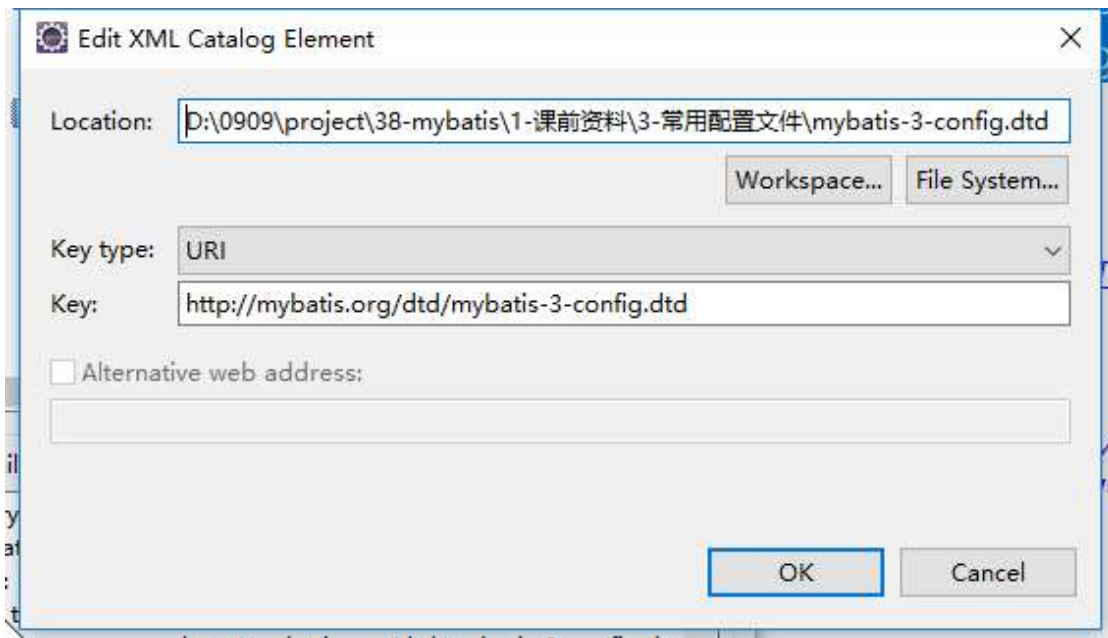 Edit XML Catalog Element
Location: D:\0909\project\38-mybatis\1-课前资料\3-常用配置文件\mybatis-3-config.dtd
Workspace... File System...
Key type: URI
Key: http://mybatis.org/dtd/mybatis-3-config.dtd
Alternative web address:
OK Cancel